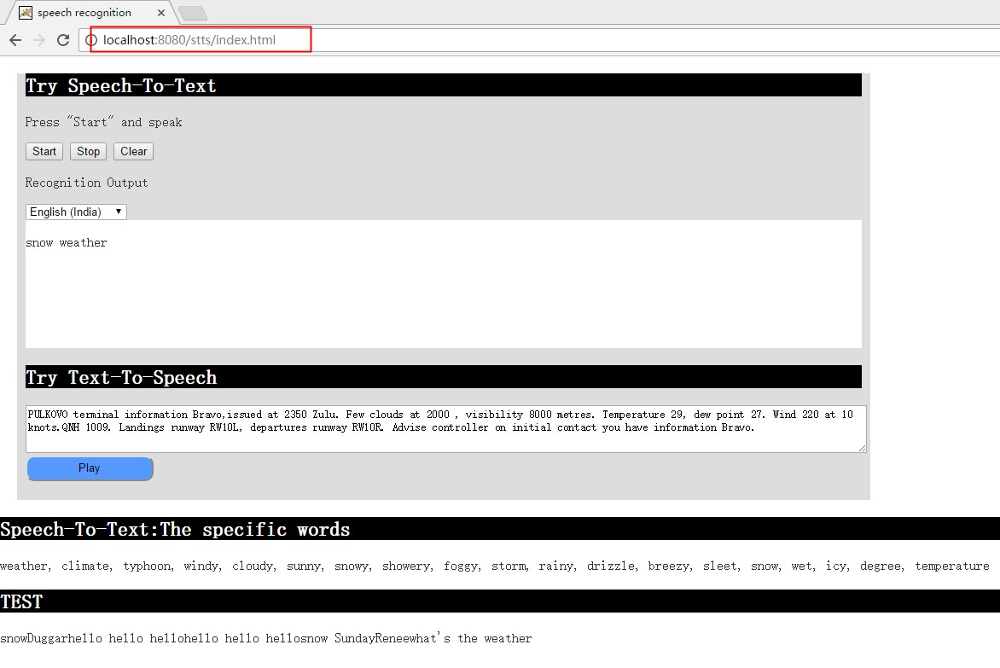 speech recognition
localhost:8080/stts/index.html
Try Speech-To-Text
Press "Start" and speak
Start Stop Clear
Recognition Output
English (India)
snow weather
Try Text-To-Speech
PULKOVO terminal information Bravo,issued at 2350 Zulu. Few clouds at 2000 , visibility 8000 metres. Temperature 29, dew point 27. Wind 220 at 10
knots.QNH 1009. Landings runway RW10L, departures runway RW10R. Advise controller on initial contact you have information Bravo.
Play
Speech-To-Text:The specific words
weather, climate, typhoon, windy, cloudy, sunny, snowy, showery, foggy, storm, rainy, drizzle, breezy, sleet, snow, wet, icy, degree, temperature
TEST
snowDuggarhello hello hellohello hello hellosnow SundayReneewhat's the weather